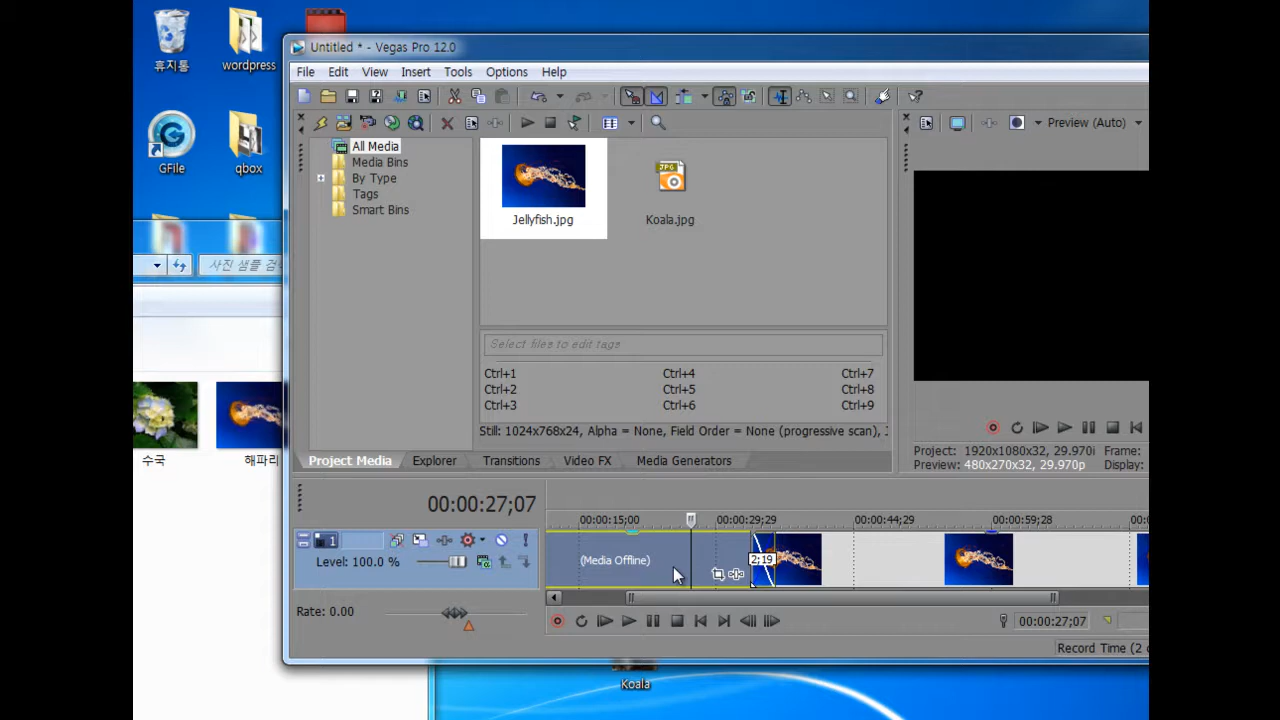 휴지통
wordpress
GFile
qbox
사진 샘플 검
수국
해파리
Untitled * - Vegas Pro 12.0
File Edit View Insert Tools Options Help
All Media
Media Bins
By Type
Tags
Smart Bins
JPG
Jellyfish.jpg
Koala.jpg
Preview (Auto)
Select files to edit tags
Ctrl+1 Ctrl+4 Ctrl+7
Ctrl+2 Ctrl+5 Ctrl+8
Ctrl+3 Ctrl+6 Ctrl+9
Still: 1024x768x24, Alpha = None, Field Order = None (progressive scan),
Project Media Explorer Transitions Video FX Media Generators
Project: 1920x1080x32, 29.970i Frame:
Preview: 480x270x32, 29.970p Display:
00:00:27;07
00:00:15;00 00:00:29;29 00:00:44;29 00:00:59;28 00:0
1
Level: 100.0 %
(Media Offline)
2;19
Rate: 0.00
00:00:27;07
Record Time (2
Koala